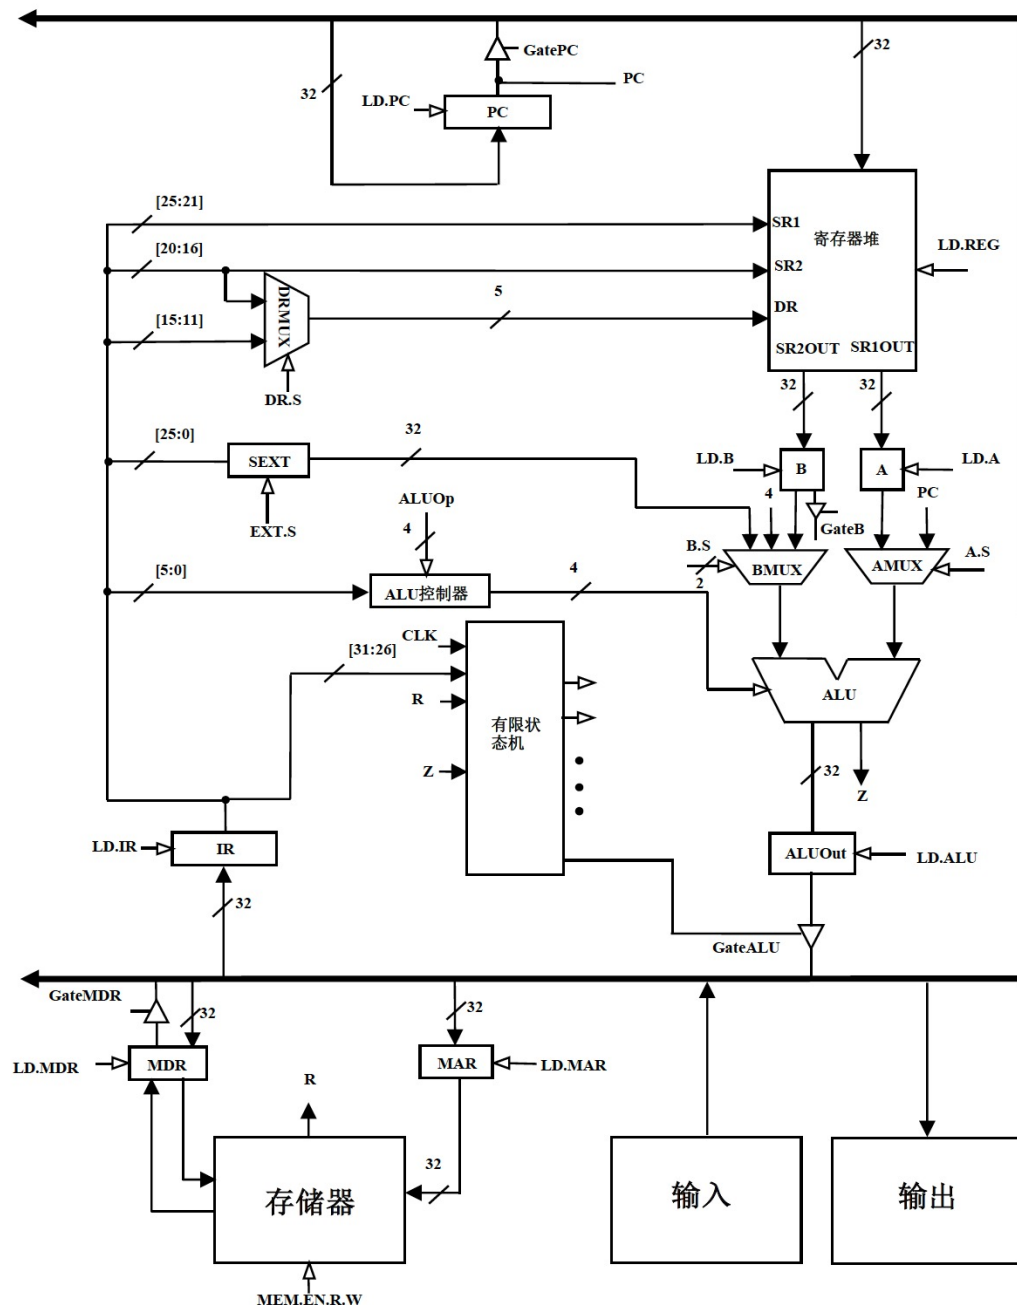 GatePC
32
32
PC
LD.PC
PC
[25:21]
SR1
寄存器堆
LD.REG
[20:16]
SR2
DRMUX
5
DR
[15:11]
SR2OUT
SR1OUT
DR.S
32
32
[25:0]
SEXT
32
LD.B
B
A
LD.A
EXT.S
ALUOp
4
PC
4
GateB
B.S
2
BMUX
AMUX
A.S
[5:0]
ALU控制器
4
CLK
[31:26]
R
有限状
态机
Z
ALU
32
Z
LD.IR
IR
ALUOut
LD.ALU
32
GateALU
GateMDR
32
32
LD.MDR
MDR
MAR
LD.MAR
R
32
存储器
输入
输出
MEM.EN.R.W